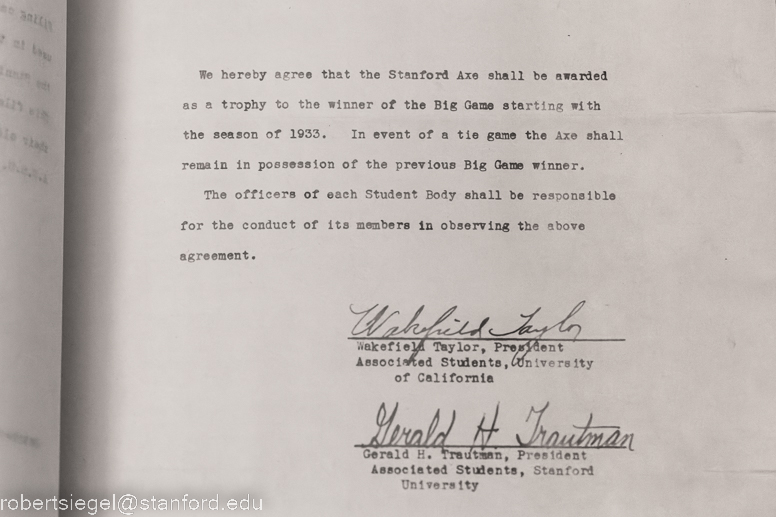 We hereby agree that the Stanford Axe shall be awarded
as a trophy to the winner of the Big Game starting with
the season of 1933. In event of a tie game the Axe shall
remain in possession of the previous Big Game winner.
The officers of each Student Body shall be responsible
for the conduct of its members in observing the above
agreement.
Wakefield Taylor
Wakefield Taylor, President
Associated Students, University
of California
Gerald H. Trautman
Gerald H. Trautman, President
Associated Students, Stanford
University
robertsiegel@stanford.edu